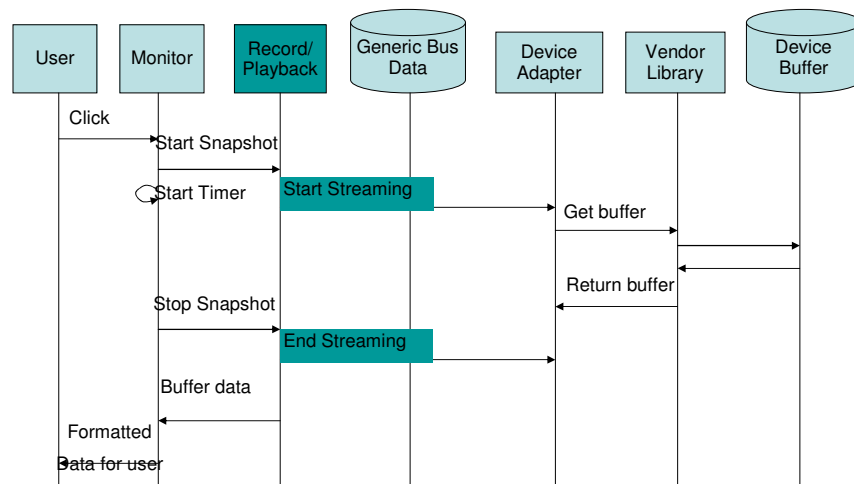 User
Monitor
Record/
Playback
Generic Bus
Data
Device
Adapter
Vendor
Library
Device
Buffer
Click
Start Snapshot
Start Timer
Start Streaming
Get buffer
Return buffer
Stop Snapshot
End Streaming
Buffer data
Formatted
Data for user